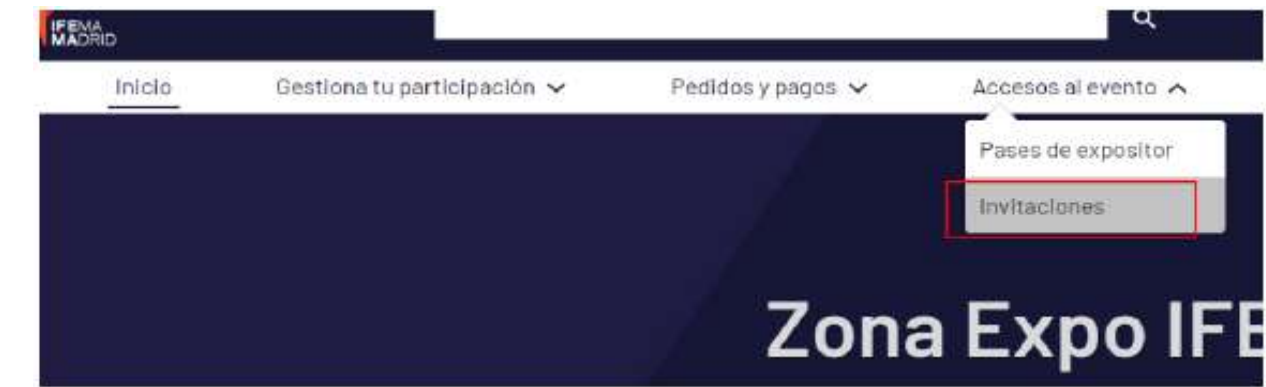 IFEMA
MADRID
Inicio Gestiona tu participación Pedidos y pagos Accesos al evento
Pases de expositor
Invitaciones
Zona Expo IFE